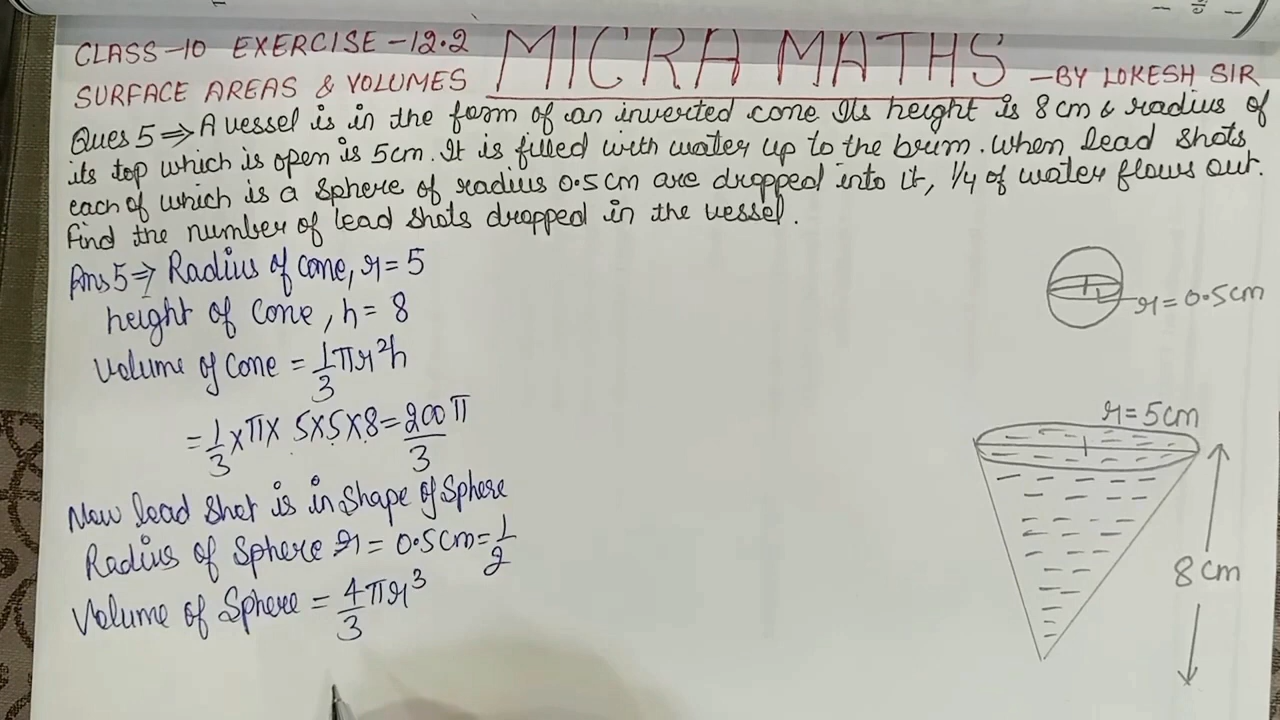 CLASS-10 EXERCISE-12.2
SURFACE AREAS & VOLUMES
MICRA MATHS -BY LOKESH SIR
Ques 5⇒ A vessel is in the form of an inverted cone Its height is 8cm & radius of
its top which is open is 5cm. It is filled with water up to the brim. When lead shots
each of which is a sphere of radius 0.5cm are dropped into it, 1/4 of water flows out.
Find the number of lead shots dropped in the vessel.
Ans 5⇒ Radius of cone, r = 5
height of cone, h = 8
Volume of cone = 1/3 πr²h
= 1/3 × π × 5×5×8 = 200π/3
Now lead shot is in shape of sphere
Radius of sphere r = 0.5cm = 1/2
Volume of sphere = 4/3 πr³
r = 0.5cm
r = 5cm
8cm